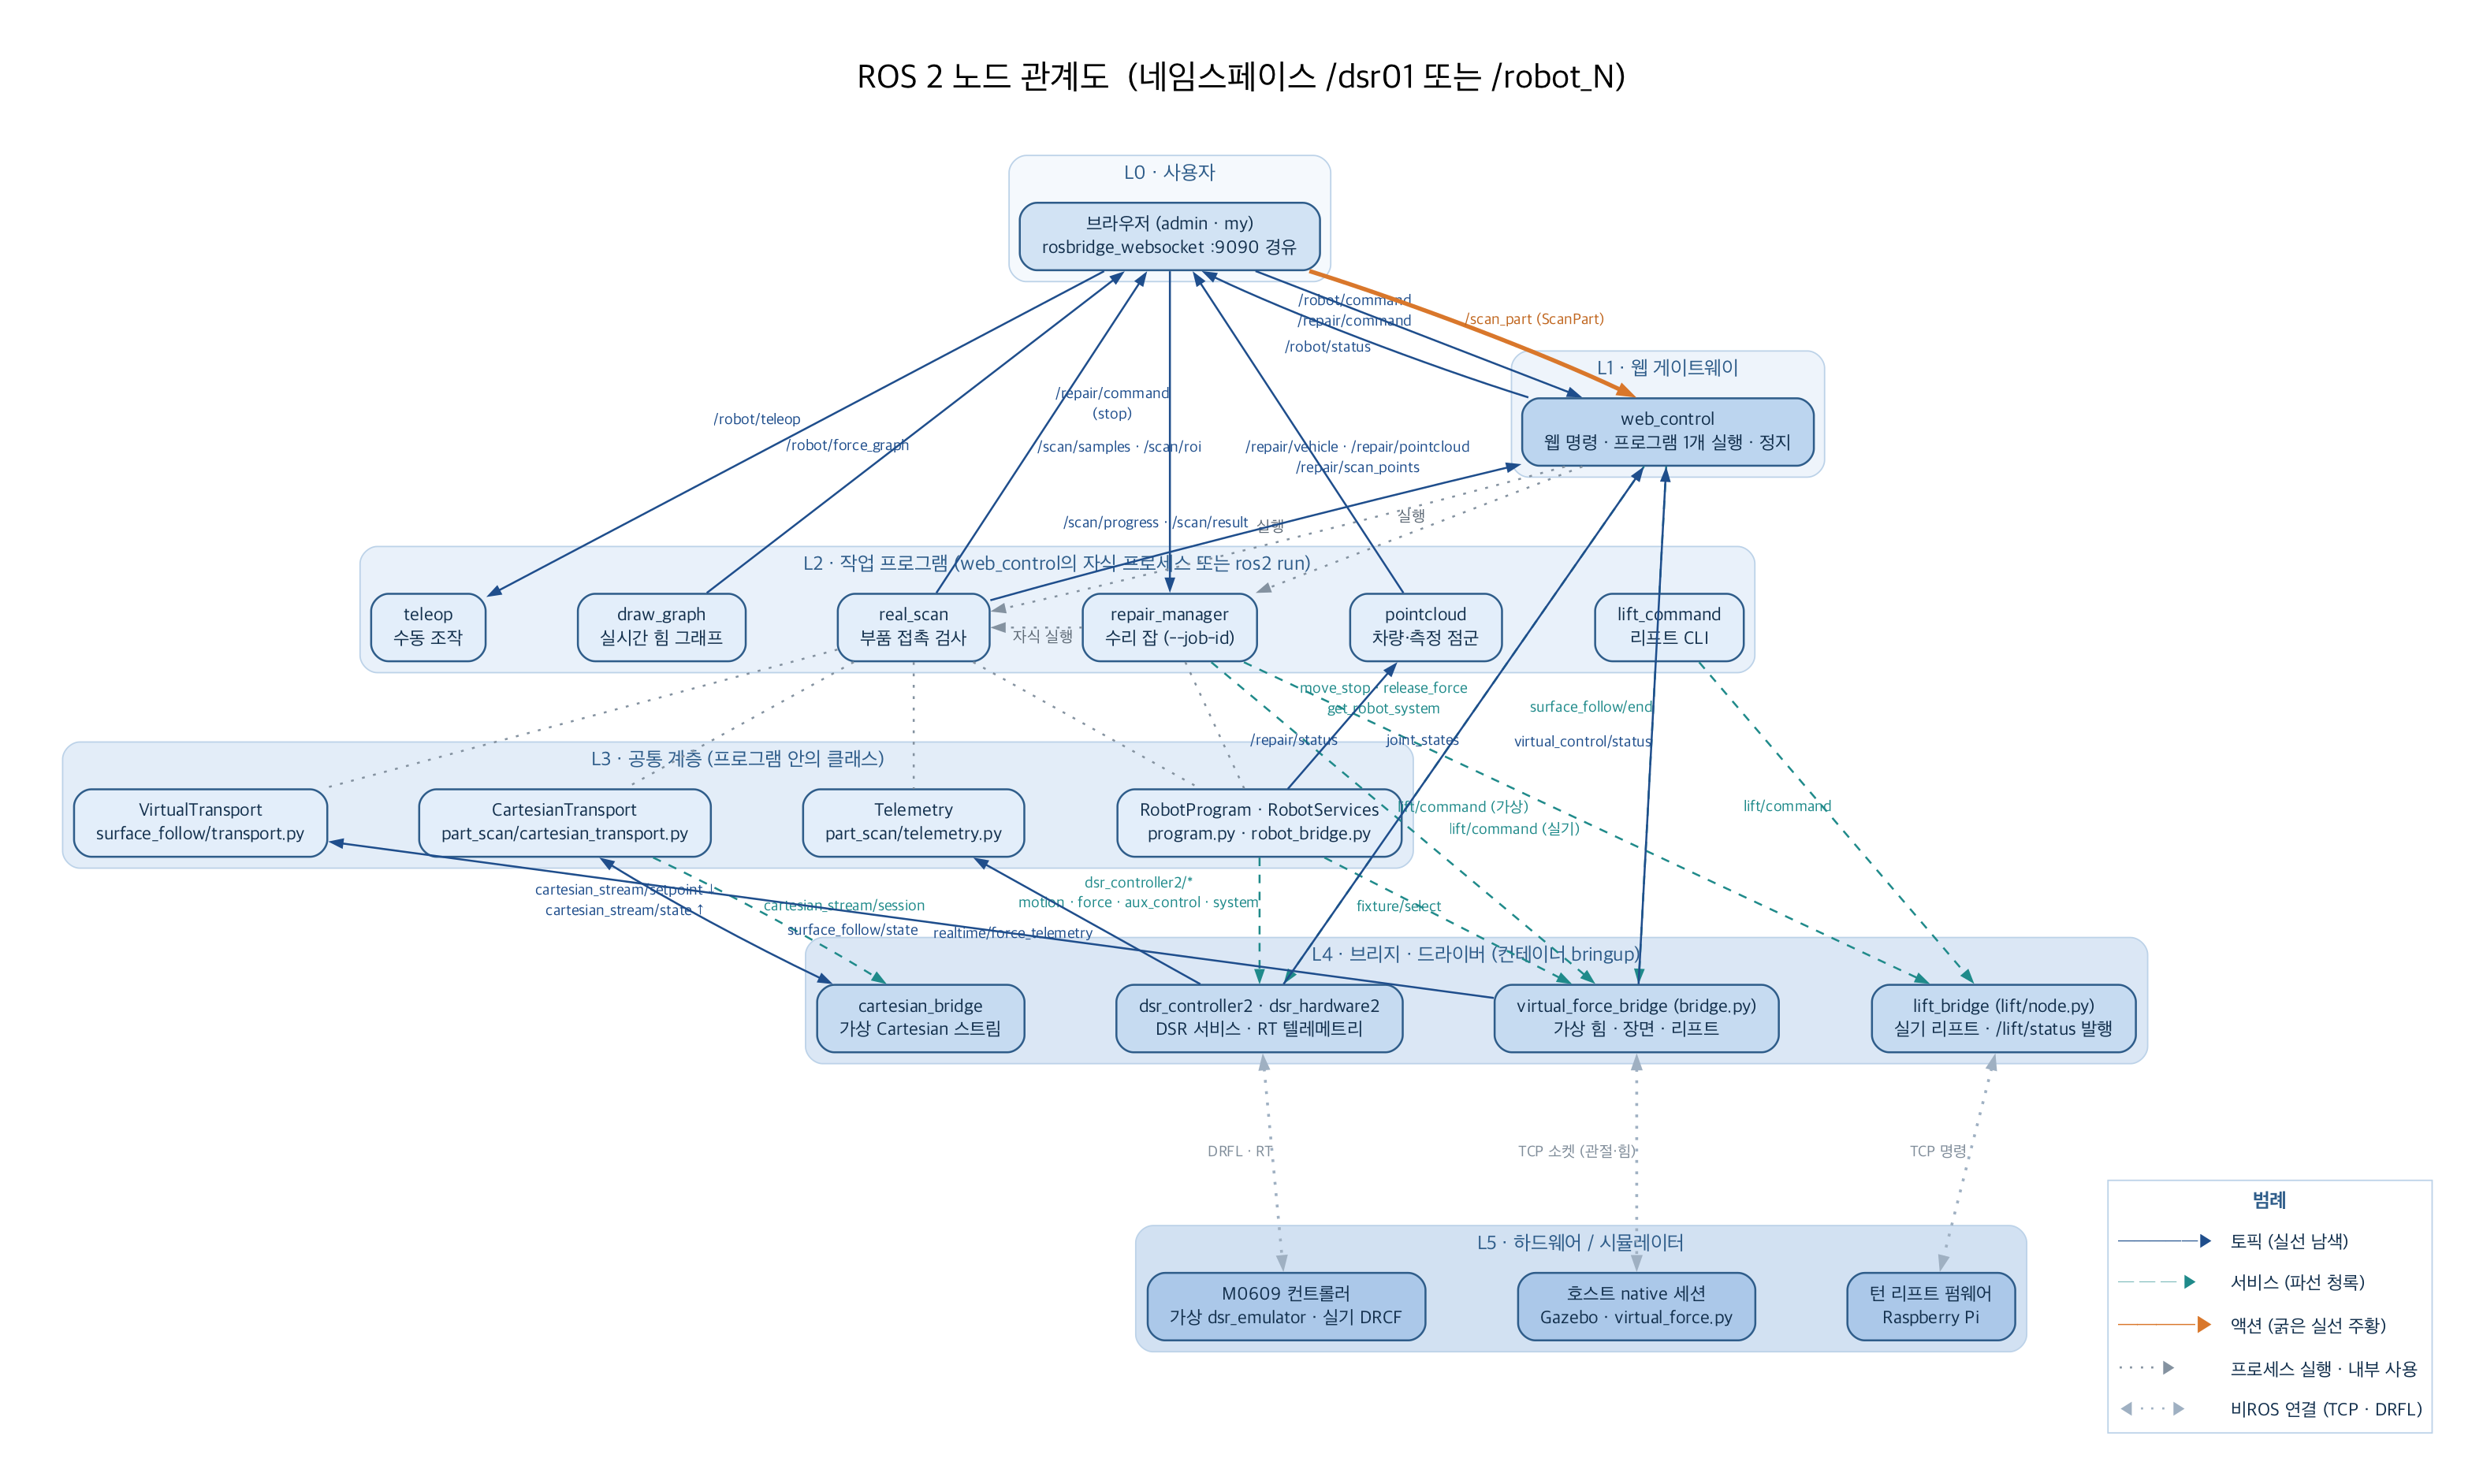 ROS 2 노드 관계도 (네임스페이스 /dsr01 또는 /robot_N)
L0 · 사용자
브라우저 (admin · my)
rosbridge_websocket :9090 경유
/robot/command
/repair/command
/robot/status
/scan_part (ScanPart)
L1 · 웹 게이트웨이
web_control
웹 명령 · 프로그램 1개 실행 · 정지
/robot/teleop
/robot/force_graph
/repair/command
(stop)
/scan/samples · /scan/roi
/repair/vehicle · /repair/pointcloud
/repair/scan_points
/scan/progress · /scan/result
실행
실행
L2 · 작업 프로그램 (web_control의 자식 프로세스 또는 ros2 run)
teleop
수동 조작
draw_graph
실시간 힘 그래프
real_scan
부품 접촉 검사
자식 실행
repair_manager
수리 잡 (--job-id)
pointcloud
차량·측정 점군
lift_command
리프트 CLI
move_stop · release_force
get_robot_system
surface_follow/end
/repair/status
joint_states
virtual_control/status
L3 · 공통 계층 (프로그램 안의 클래스)
VirtualTransport
surface_follow/transport.py
CartesianTransport
part_scan/cartesian_transport.py
Telemetry
part_scan/telemetry.py
RobotProgram · RobotServices
program.py · robot_bridge.py
lift/command (가상)
lift/command (실기)
lift/command
cartesian_stream/setpoint ↓
cartesian_stream/state ↑
cartesian_stream/session
surface_follow/state
realtime/force_telemetry
dsr_controller2/*
motion · force · aux_control · system
fixture/select
L4 · 브리지 · 드라이버 (컨테이너 bringup)
cartesian_bridge
가상 Cartesian 스트림
dsr_controller2 · dsr_hardware2
DSR 서비스 · RT 텔레메트리
virtual_force_bridge (bridge.py)
가상 힘 · 장면 · 리프트
lift_bridge (lift/node.py)
실기 리프트 · /lift/status 발행
DRFL · RT
TCP 소켓 (관절·힘)
TCP 명령
L5 · 하드웨어 / 시뮬레이터
M0609 컨트롤러
가상 dsr_emulator · 실기 DRCF
호스트 native 세션
Gazebo · virtual_force.py
턴 리프트 펌웨어
Raspberry Pi
범례
토픽 (실선 남색)
서비스 (파선 청록)
액션 (굵은 실선 주황)
프로세스 실행 · 내부 사용
비ROS 연결 (TCP · DRFL)